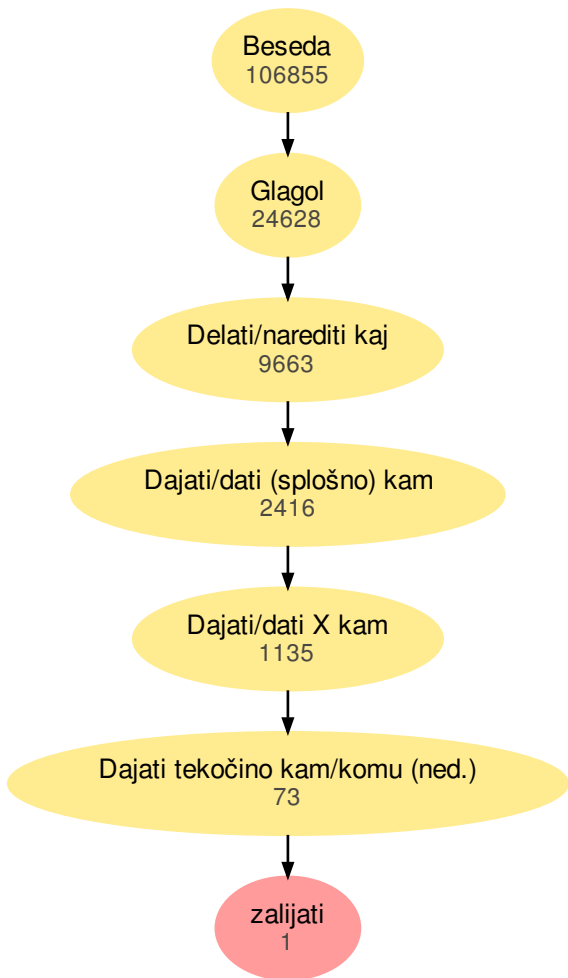 Beseda
106855
Glagol
24628
Delati/narediti kaj
9663
Dajati/dati (splošno) kam
2416
Dajati/dati X kam
1135
Dajati tekočino kam/komu (ned.)
73
zalijati
1